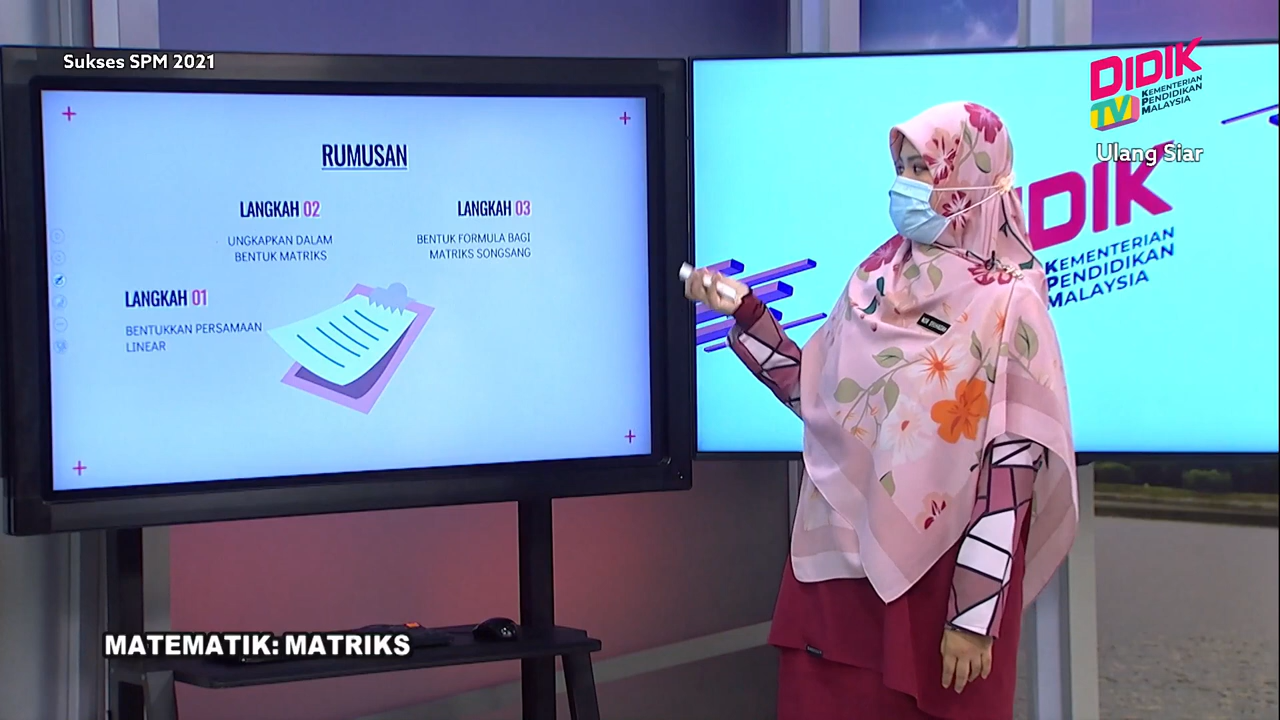 Sukses SPM 2021
RUMUSAN
LANGKAH 02
UNGKAPKAN DALAM
BENTUK MATRIKS
LANGKAH 03
BENTUK FORMULA BAGI
MATRIKS SONGSANG
LANGKAH 01
BENTUKKAN PERSAMAAN
LINEAR
DIDIK
TV
KEMENTERIAN
PENDIDIKAN
MALAYSIA
Ulang Siar
DIDIK
KEMENTERIAN
PENDIDIKAN
MALAYSIA
MATEMATIK: MATRIKS